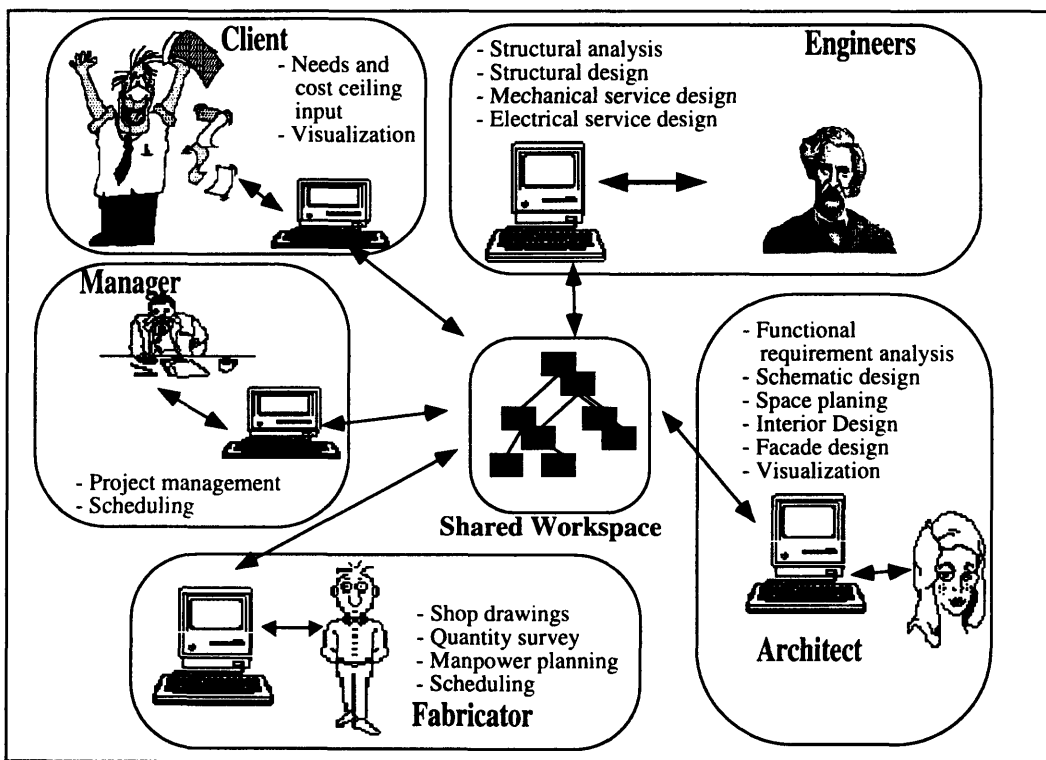 Client
- Needs and
cost ceiling
input
- Visualization
Engineers
- Structural analysis
- Structural design
- Mechanical service design
- Electrical service design
Manager
- Project management
- Scheduling
Shared Workspace
- Functional
requirement analysis
- Schematic design
- Space planing
- Interior Design
- Facade design
- Visualization
Architect
- Shop drawings
- Quantity survey
- Manpower planning
- Scheduling
Fabricator